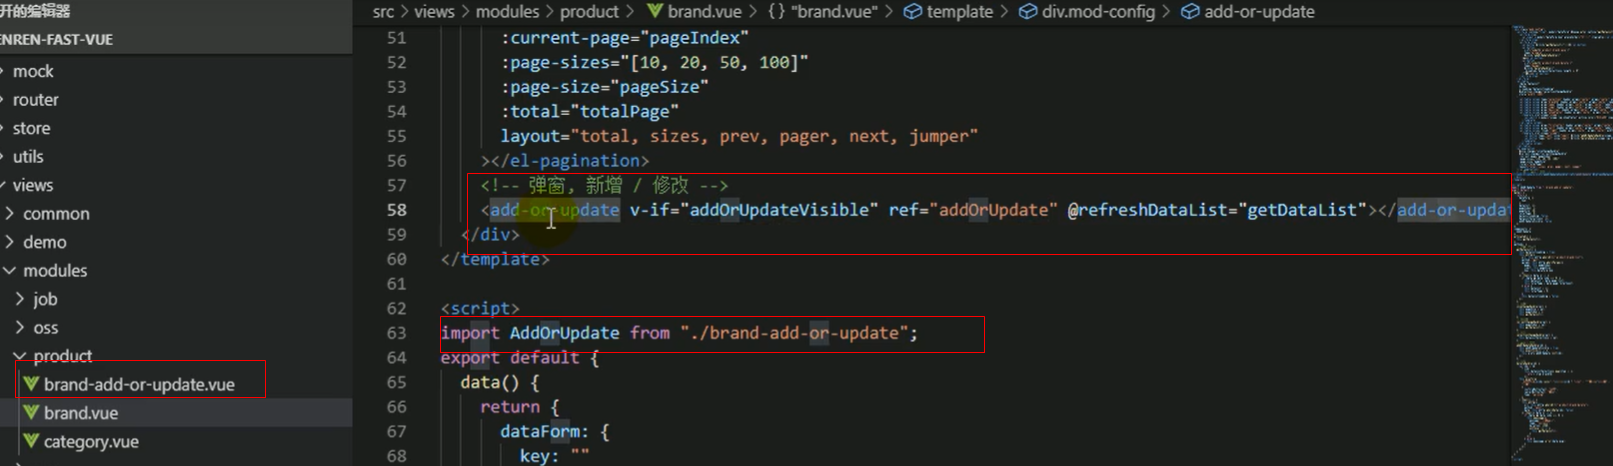 开的编辑器
ENREN-FAST-VUE
mock
router
store
utils
views
common
demo
modules
job
oss
product
brand-add-or-update.vue
brand.vue
category.vue
src > views > modules > product > brand.vue > {} "brand.vue" > template > div.mod-config > add-or-update
51 :current-page="pageIndex"
52 :page-sizes="[10, 20, 50, 100]"
53 :page-size="pageSize"
54 :total="totalPage"
55 layout="total, sizes, prev, pager, next, jumper"
56 ></el-pagination>
57 <!-- 弹窗, 新增 / 修改 -->
58 <add-or-update v-if="addOrUpdateVisible" ref="addOrUpdate" @refreshDataList="getDataList"></add-or-updat
59 </div>
60 </template>
61
62 <script>
63 import AddOrUpdate from "./brand-add-or-update";
64 export default {
65 data() {
66 return {
67 dataForm: {
68 key: ""